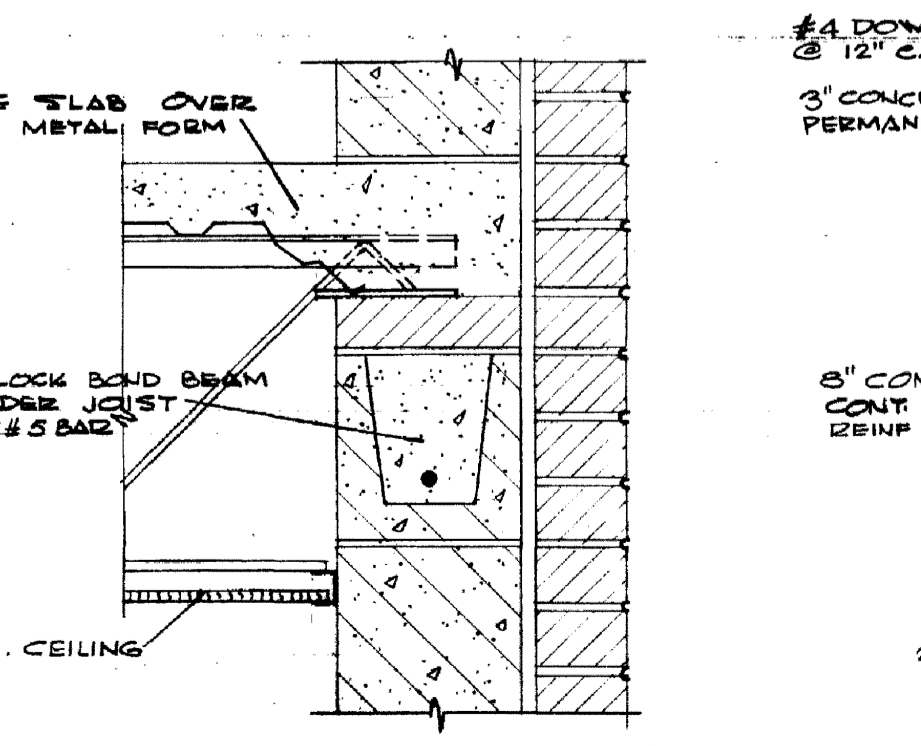 SLAB OVER
METAL FORM
LOCK BOND BEAM
DER JOIST
#5 BAR
. CEILING
#4 DOW
@ 12" C.
3" CONC
PERMAN
8" CON
CONT.
REINF